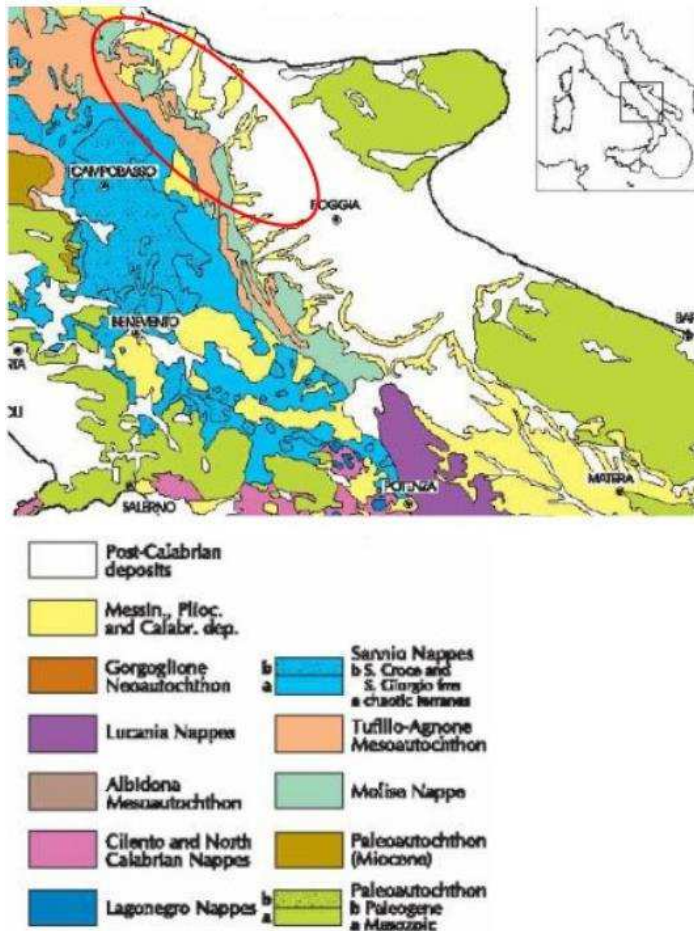 CAMPOBASSO
FOGGIA
BENEVENTO
BAR
POTENZA
MATERA
SALERNO
Post-Calabrian
deposits
Messin., Plioc.
and Calabr. dep.
Gorgoglione
Neoautochthon
Lucania Nappes
Albidona
Mesoautochthon
Cilento and North
Calabrian Nappes
Lagonegro Nappes
b
a
Sannio Nappes
b S. Croce and
S. Giorgio fms
a chaotic terranes
Tufillo-Agnone
Mesoautochthon
Molise Nappe
Paleoautochthon
(Miocene)
b
a
Paleoautochthon
b Paleogene
a Mesozoic